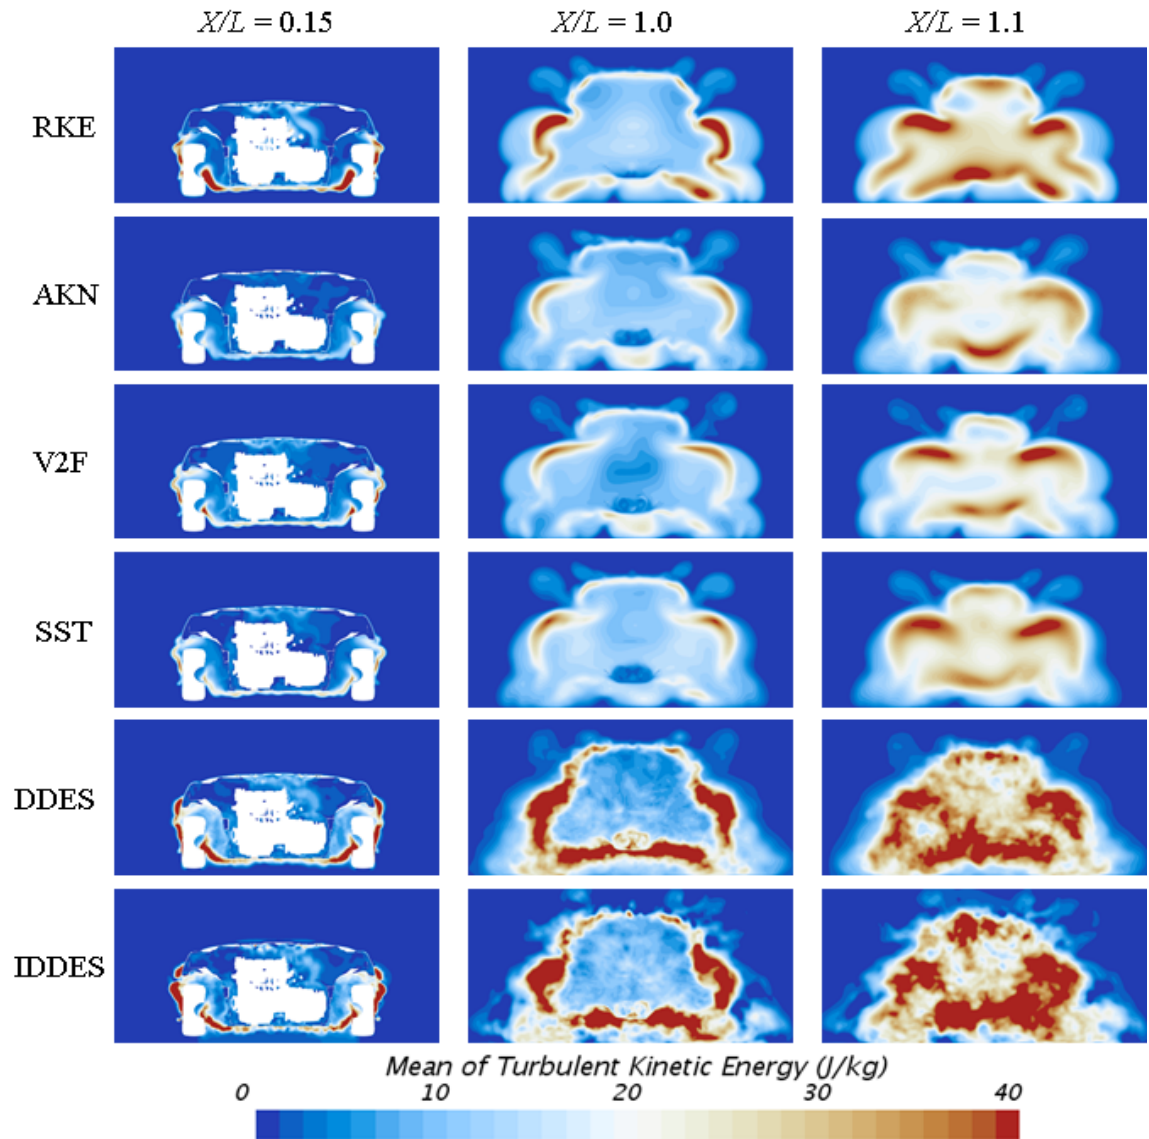 X/L = 0.15 X/L = 1.0 X/L = 1.1
RKE
AKN
V2F
SST
DDES
IDDES
Mean of Turbulent Kinetic Energy (J/kg)
0 10 20 30 40